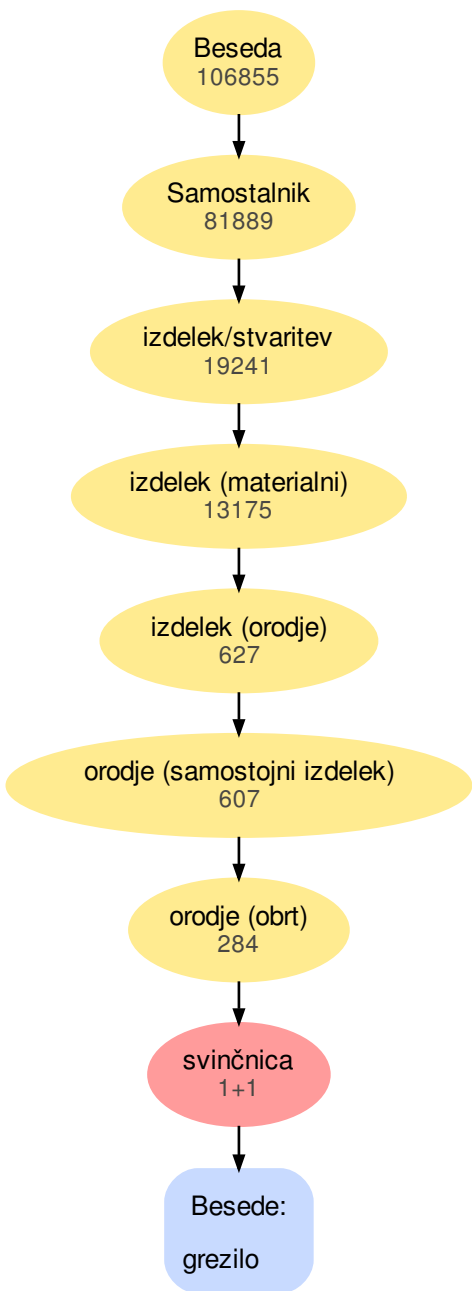 Beseda
106855
Samostalnik
81889
izdelek/stvaritev
19241
izdelek (materialni)
13175
izdelek (orodje)
627
orodje (samostojni izdelek)
607
orodje (obrt)
284
svinčnica
1+1
Besede:
grezilo